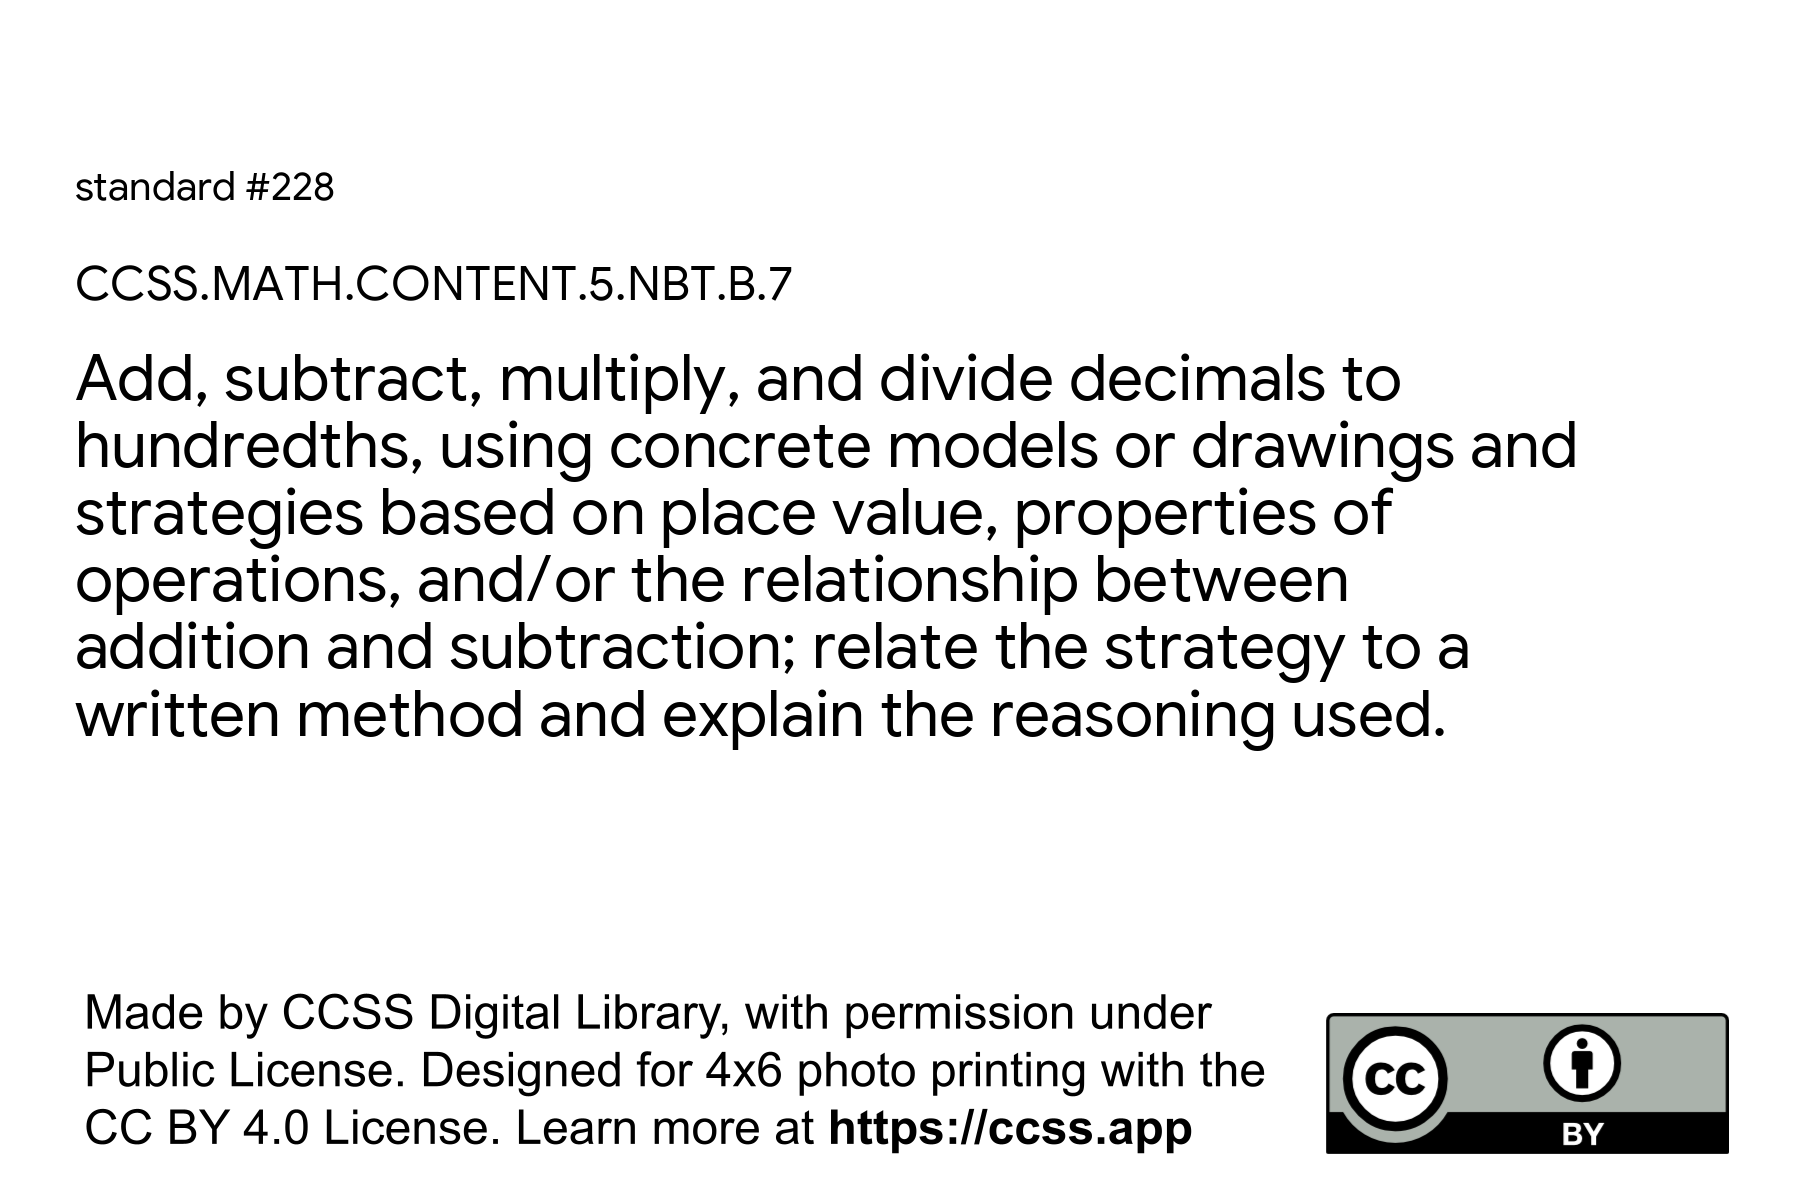 standard #228
CCSS.MATH.CONTENT.5.NBT.B.7
Add, subtract, multiply, and divide decimals to
hundredths, using concrete models or drawings and
strategies based on place value, properties of
operations, and/or the relationship between
addition and subtraction; relate the strategy to a
written method and explain the reasoning used.
Made by CCSS Digital Library, with permission under
Public License. Designed for 4x6 photo printing with the
CC BY 4.0 License. Learn more at https://ccss.app
CC
BY